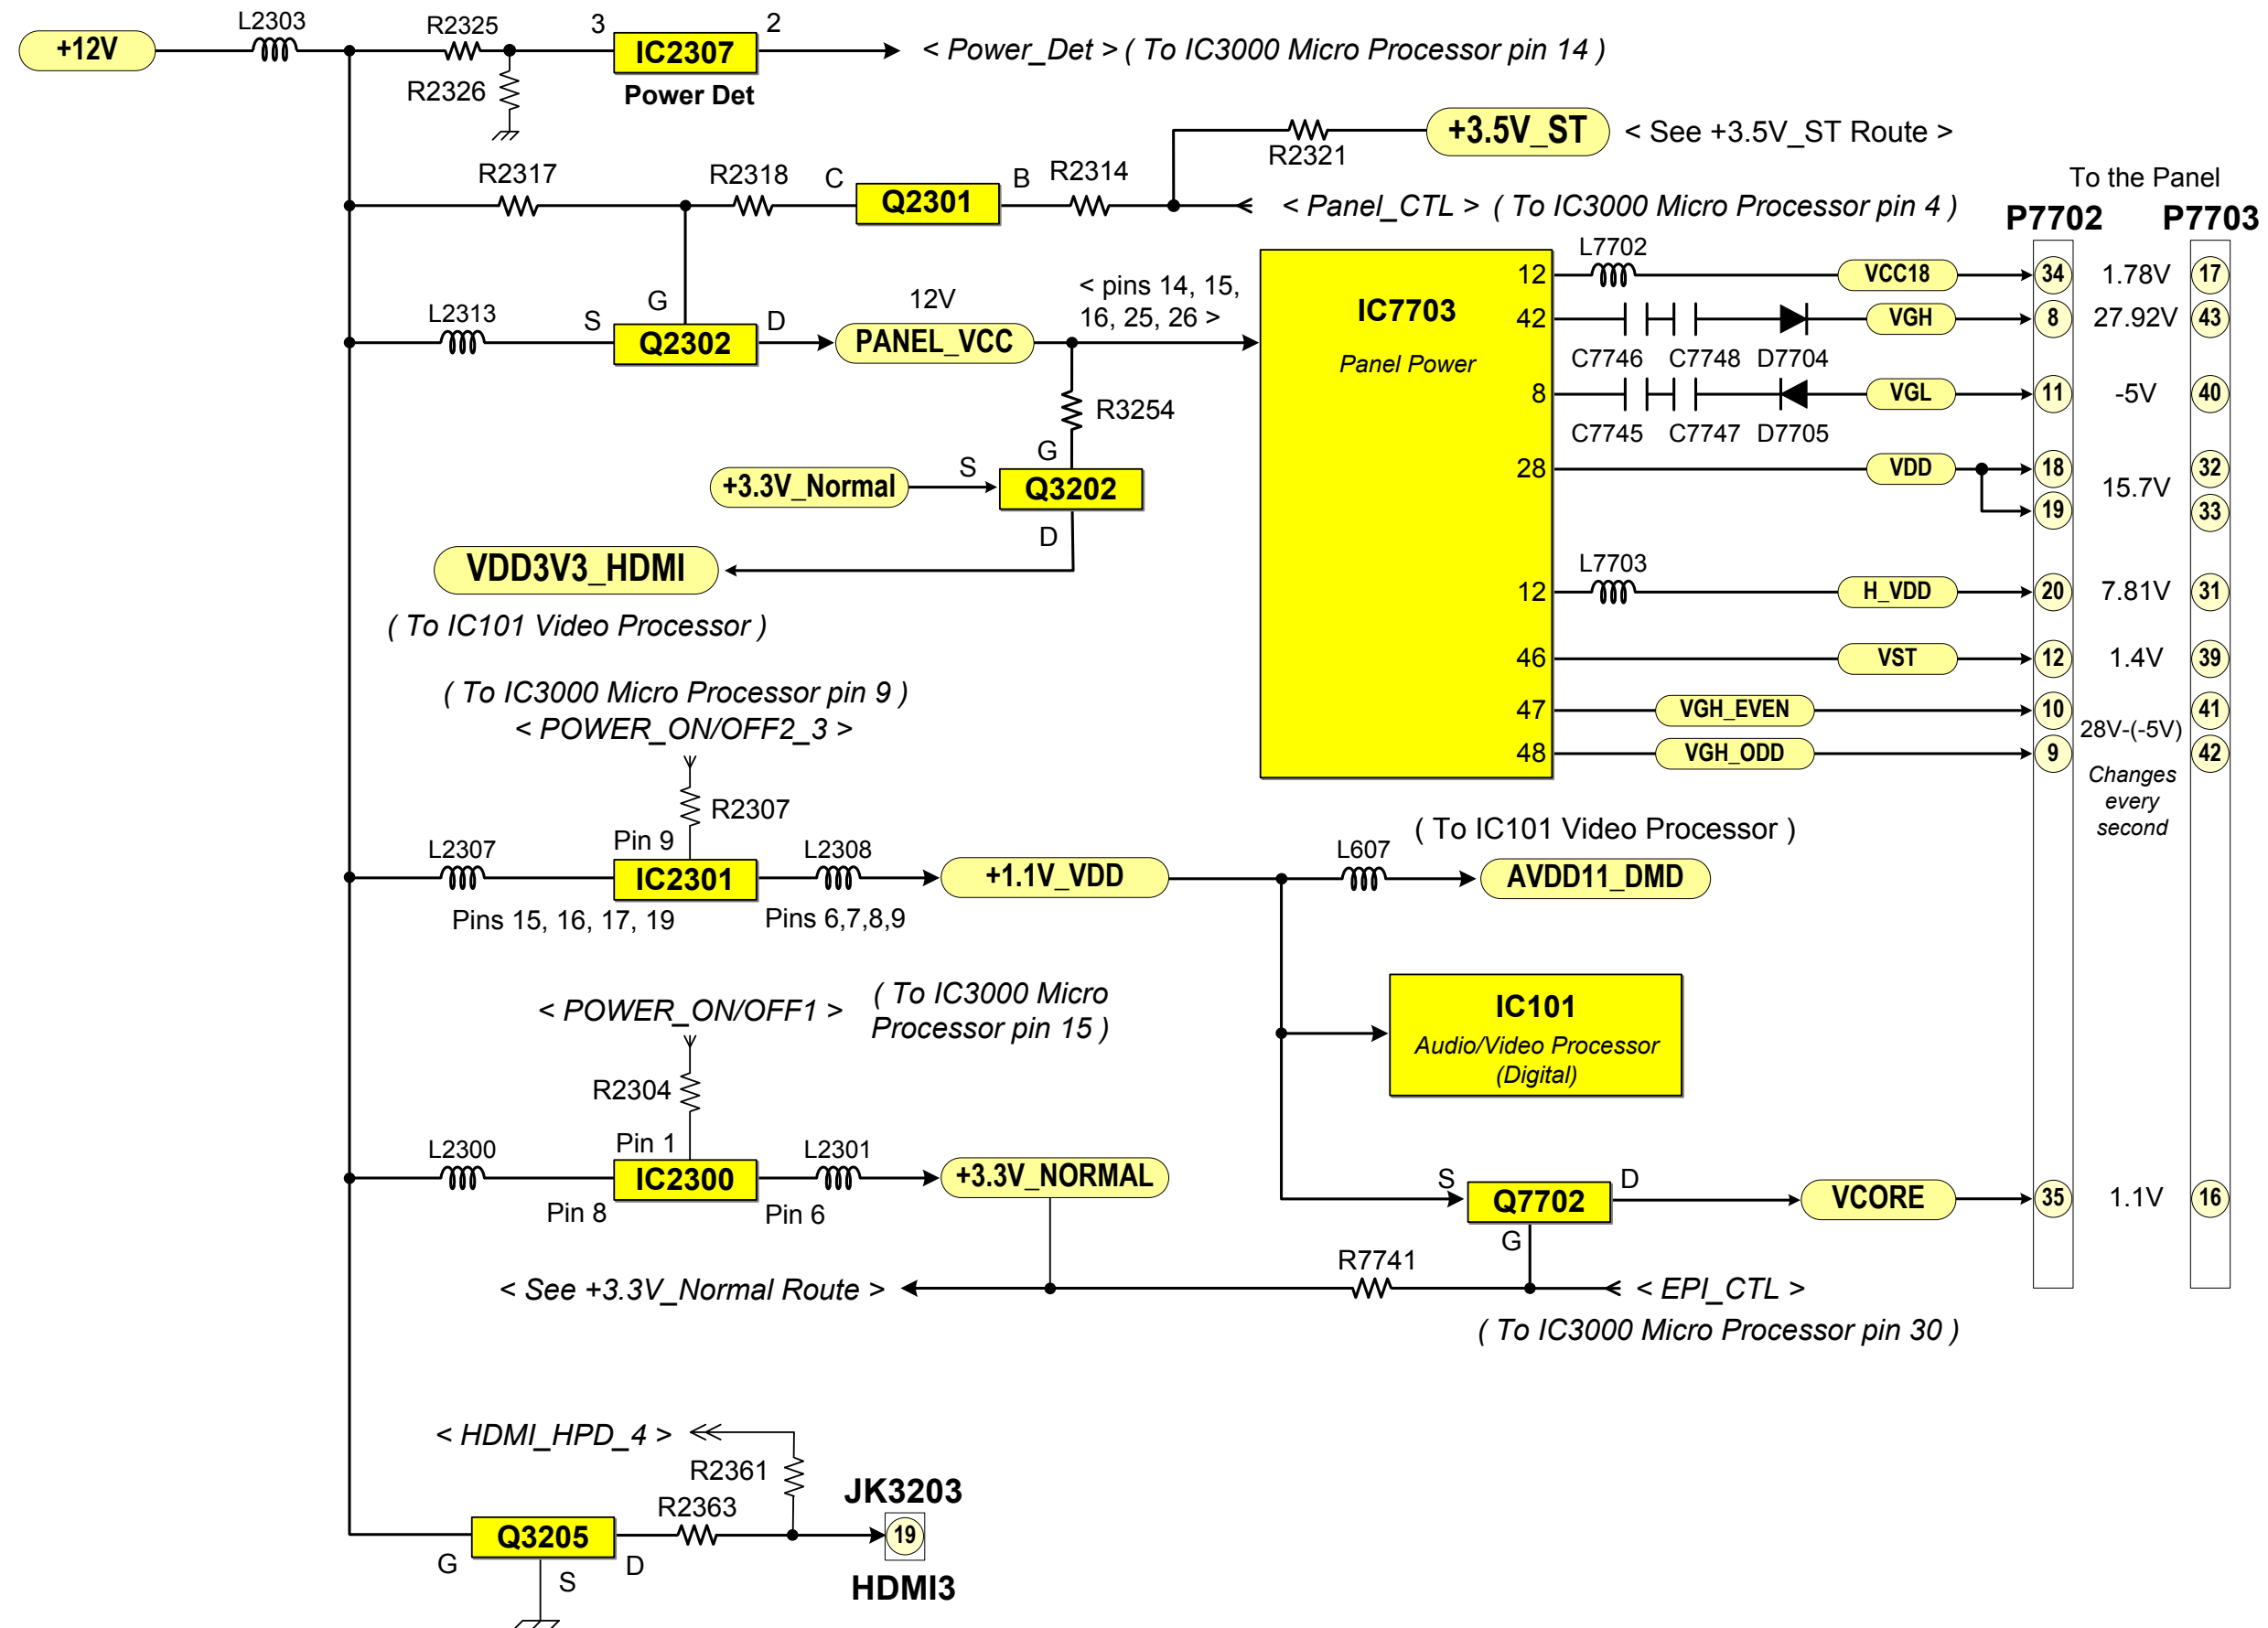 L2303
+12V
R2325
3
IC2307
2
< Power_Det > ( To IC3000 Micro Processor pin 14 )
R2326
Power Det
+3.5V_ST
< See +3.5V_ST Route >
R2321
R2317
R2318
C
Q2301
B
R2314
< Panel_CTL > ( To IC3000 Micro Processor pin 4 )
To the Panel
P7702
P7703
L2313
S
G
Q2302
D
12V
PANEL_VCC
< pins 14, 15,
16, 25, 26 >
IC7703
Panel Power
12
L7702
VCC18
34
1.78V
17
42
C7746
C7748
D7704
VGH
8
27.92V
43
8
C7745
C7747
D7705
VGL
11
-5V
40
28
VDD
18
19
15.7V
32
33
12
L7703
H_VDD
20
7.81V
31
46
VST
12
1.4V
39
47
VGH_EVEN
10
41
28V-(-5V)
48
VGH_ODD
9
42
Changes
every
second
R3254
+3.3V_Normal
S
G
Q3202
D
VDD3V3_HDMI
( To IC101 Video Processor )
( To IC3000 Micro Processor pin 9 )
< POWER_ON/OFF2_3 >
R2307
Pin 9
L2307
IC2301
L2308
Pins 15, 16, 17, 19
Pins 6,7,8,9
+1.1V_VDD
( To IC101 Video Processor )
L607
AVDD11_DMD
IC101
Audio/Video Processor
(Digital)
< POWER_ON/OFF1 >
( To IC3000 Micro
Processor pin 15 )
R2304
Pin 1
L2300
IC2300
L2301
Pin 8
Pin 6
+3.3V_NORMAL
S
Q7702
D
G
VCORE
35
1.1V
16
< See +3.3V_Normal Route >
R7741
< EPI_CTL >
( To IC3000 Micro Processor pin 30 )
< HDMI_HPD_4 >
R2361
R2363
JK3203
19
HDMI3
Q3205
G
S
D